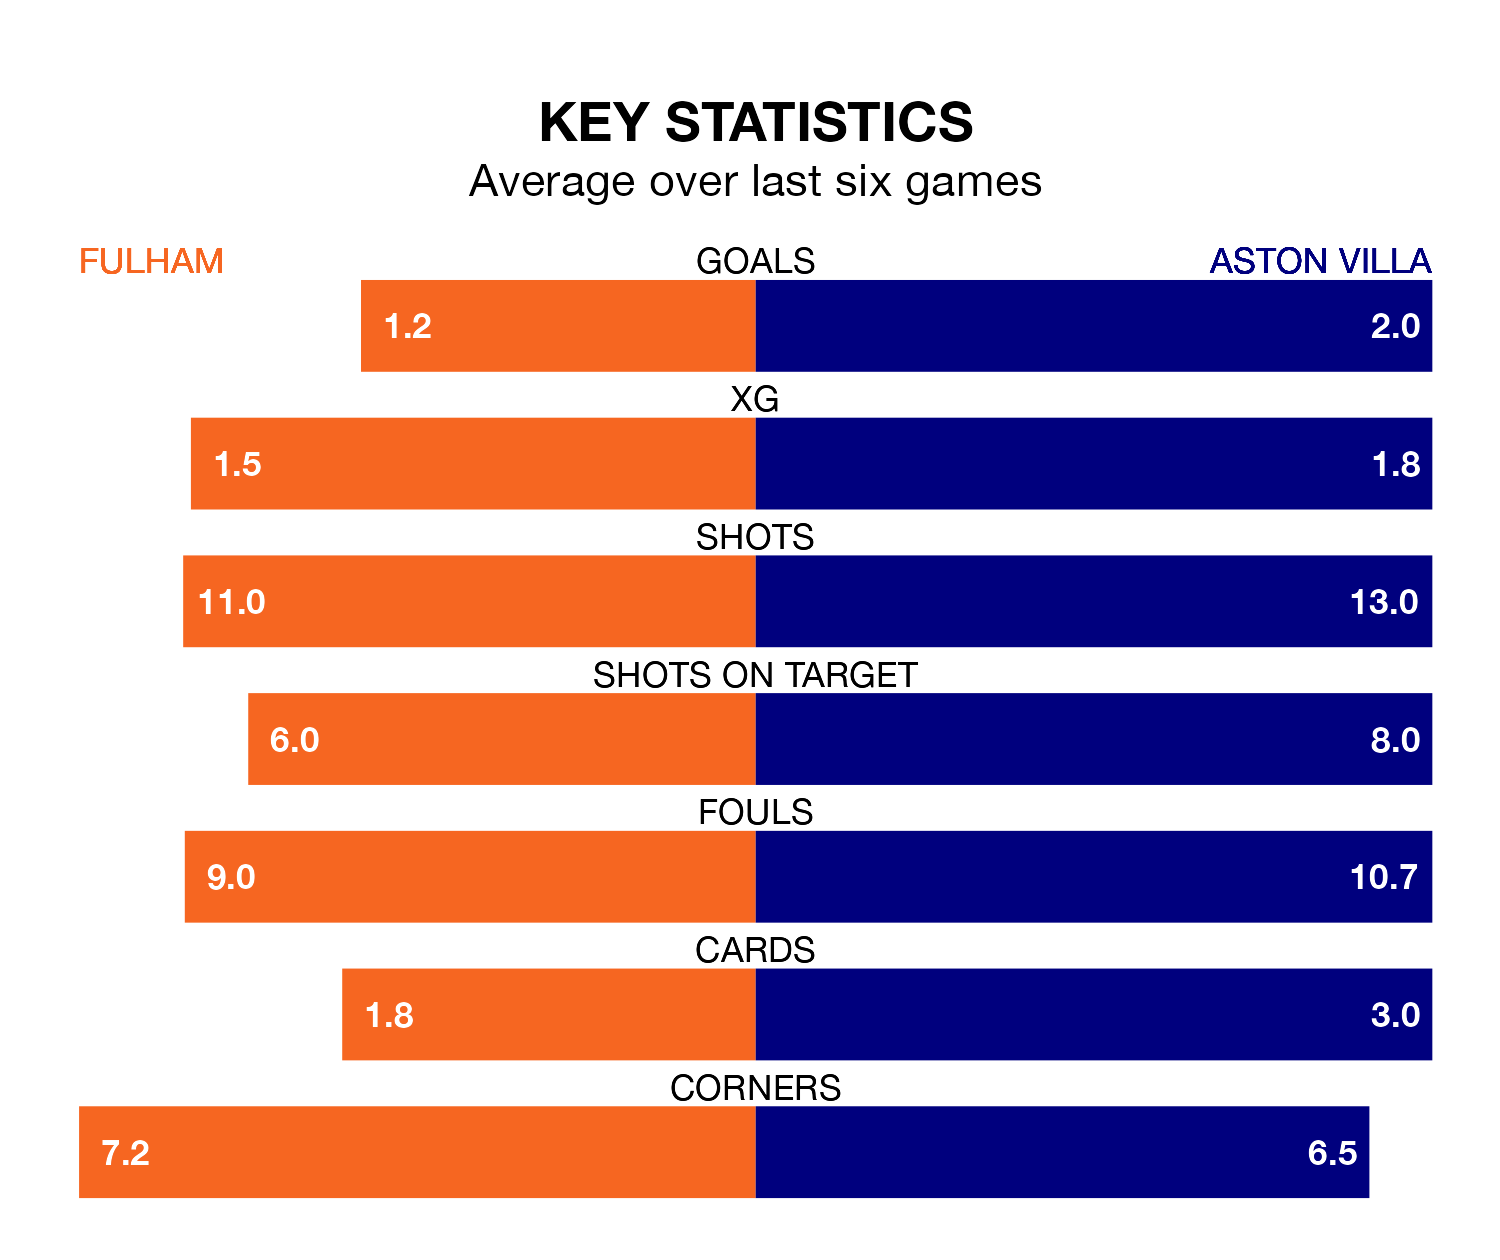 KEY STATISTICS
Average over last six games
FULHAM GOALS ASTON VILLA
1.2 2.0
XG
1.5 1.8
SHOTS
11.0 13.0
SHOTS ON TARGET
6.0 8.0
FOULS
9.0 10.7
CARDS
1.8 3.0
CORNERS
7.2 6.5